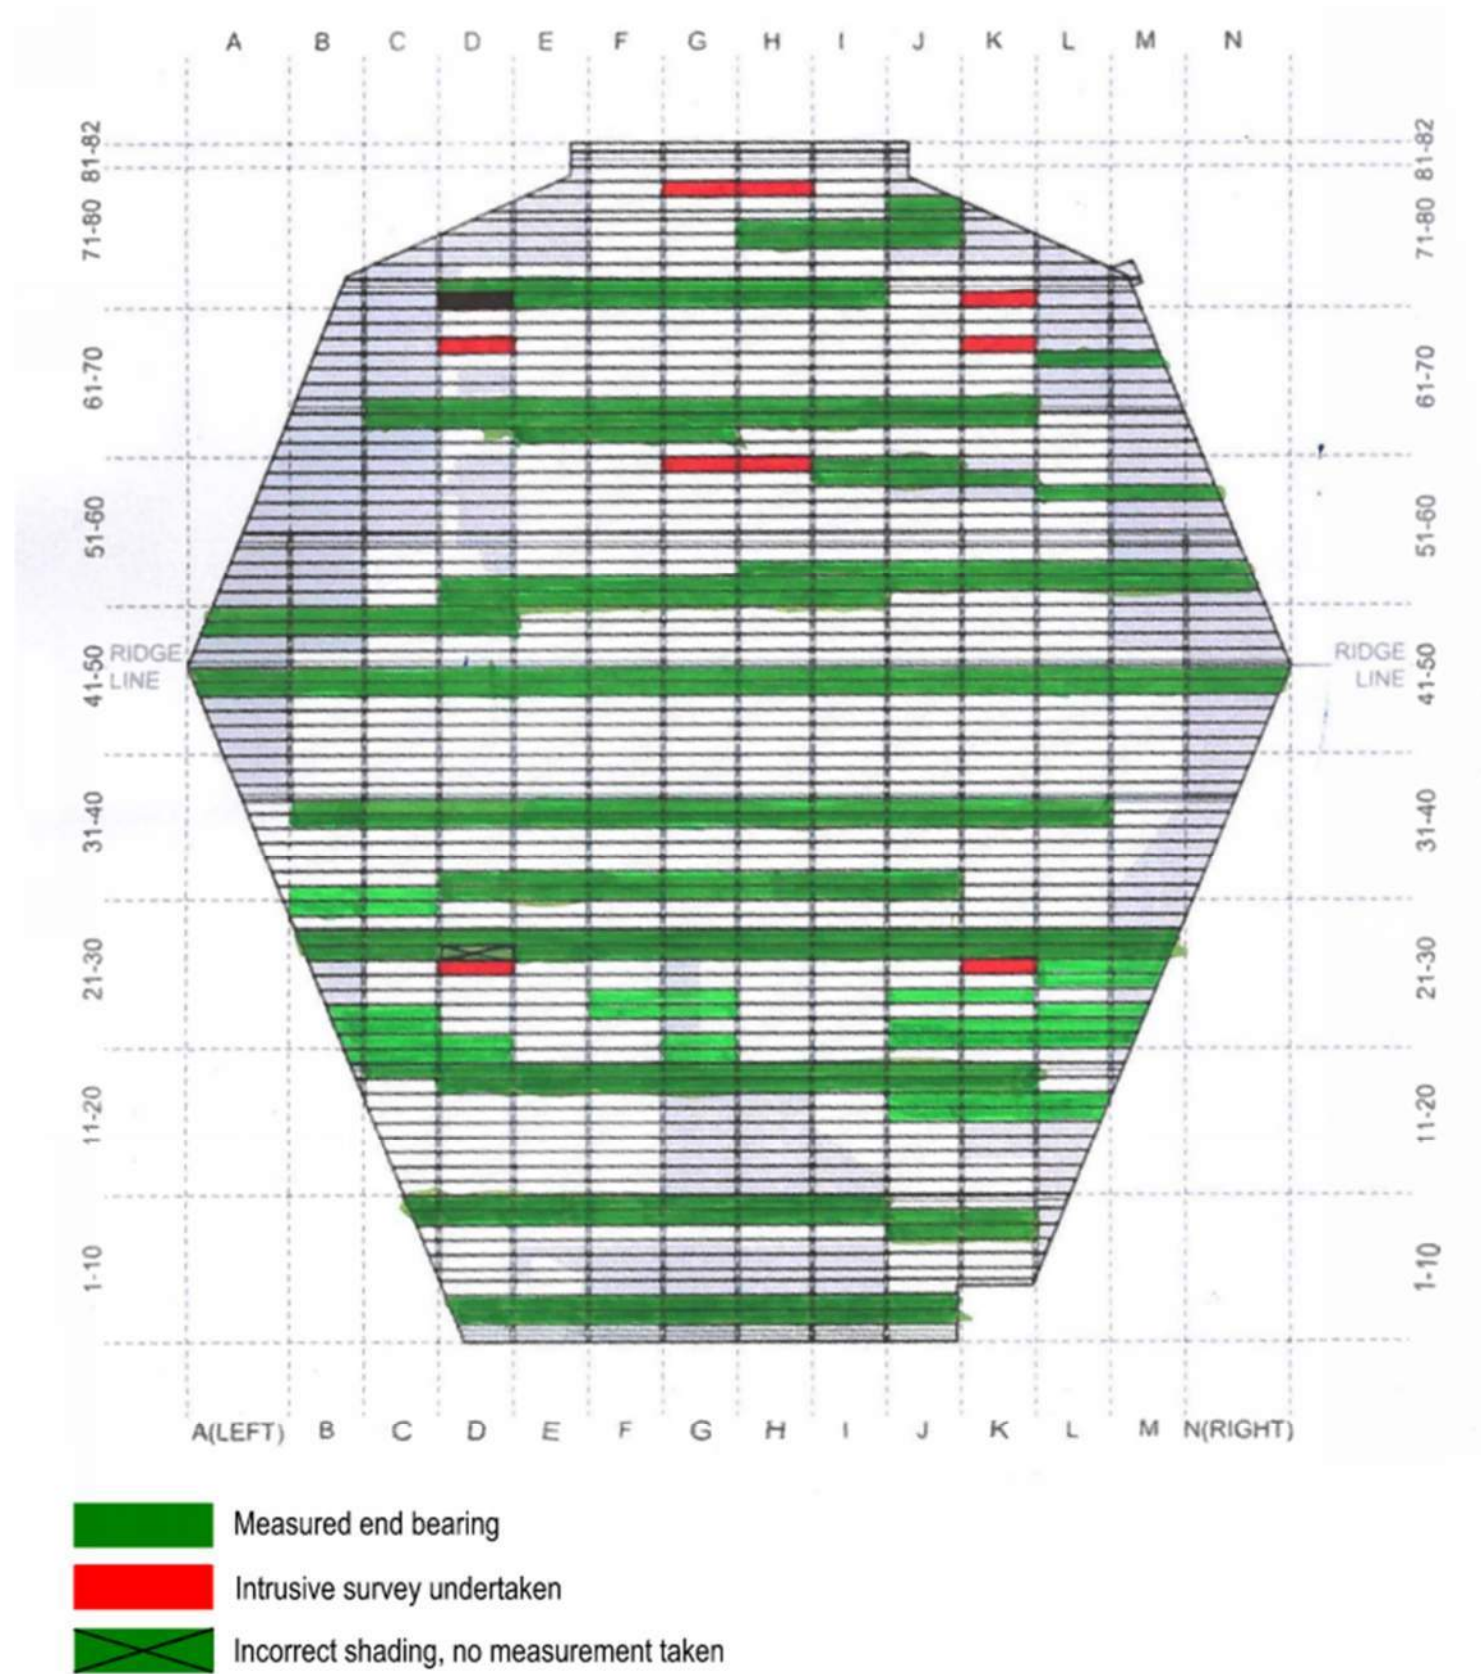 A B C D E F G H I J K L M N
81-82 81-82
71-80 71-80
61-70 61-70
51-60 51-60
RIDGE LINE RIDGE LINE
41-50 41-50
31-40 31-40
21-30 21-30
11-20 11-20
1-10 1-10
A(LEFT) B C D E F G H I J K L M N(RIGHT)
Measured end bearing
Intrusive survey undertaken
Incorrect shading, no measurement taken